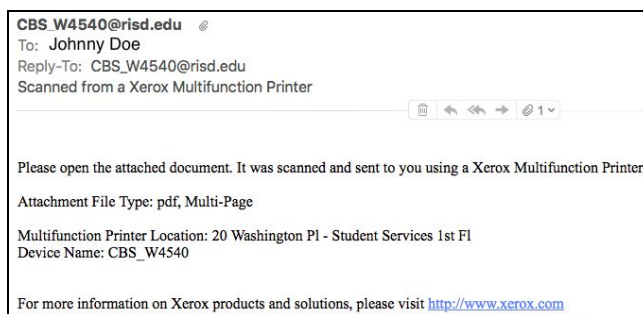 CBS_W4540@risd.edu
To: Johnny Doe
Reply-To: CBS_W4540@risd.edu
Scanned from a Xerox Multifunction Printer
1
Please open the attached document. It was scanned and sent to you using a Xerox Multifunction Printer
Attachment File Type: pdf, Multi-Page
Multifunction Printer Location: 20 Washington Pl - Student Services 1st Fl
Device Name: CBS_W4540
For more information on Xerox products and solutions, please visit http://www.xerox.com